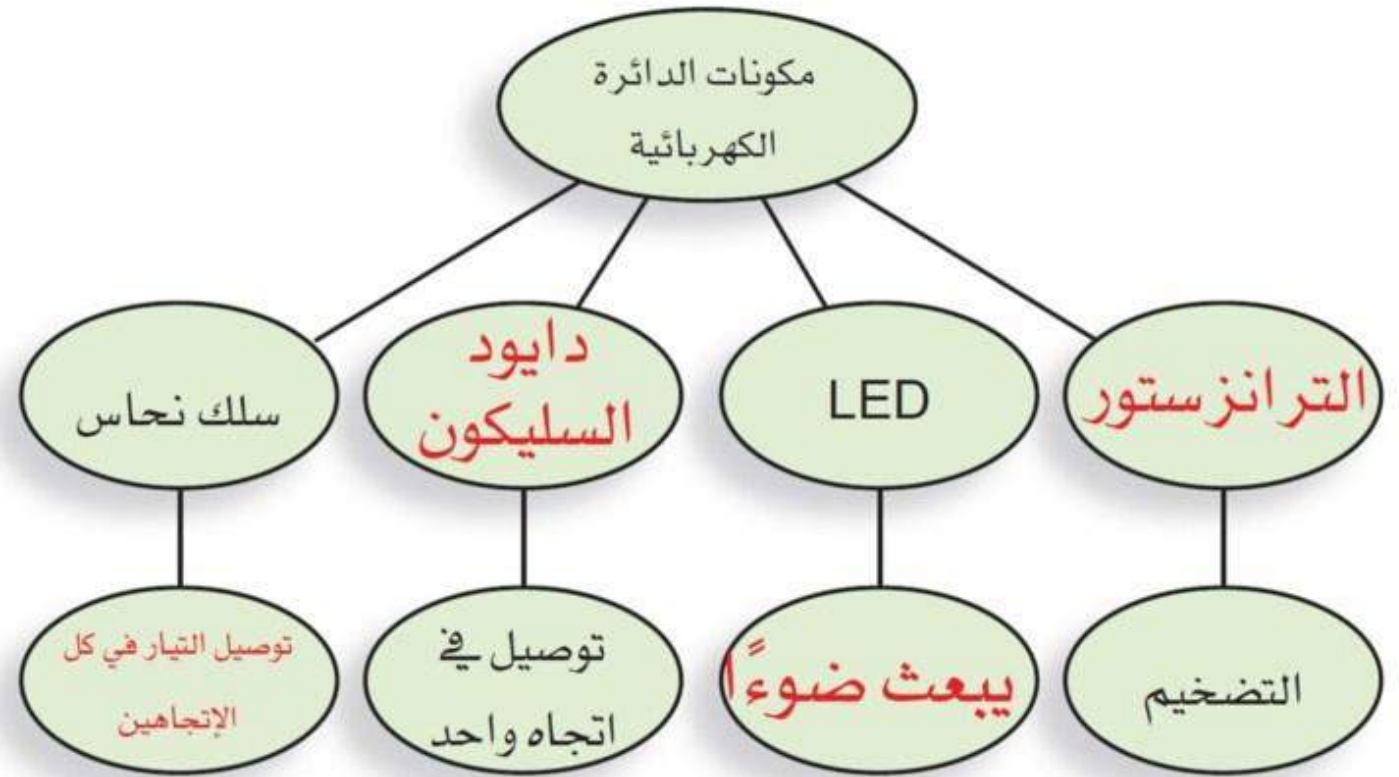 مكونات الدائرة
الكهربائية
الترانزستور
LED
دايود
السليكون
سلك نحاس
التضخيم
يبعث ضوءًا
توصيل في
اتجاه واحد
توصيل التيار في كل
الإتجاهين